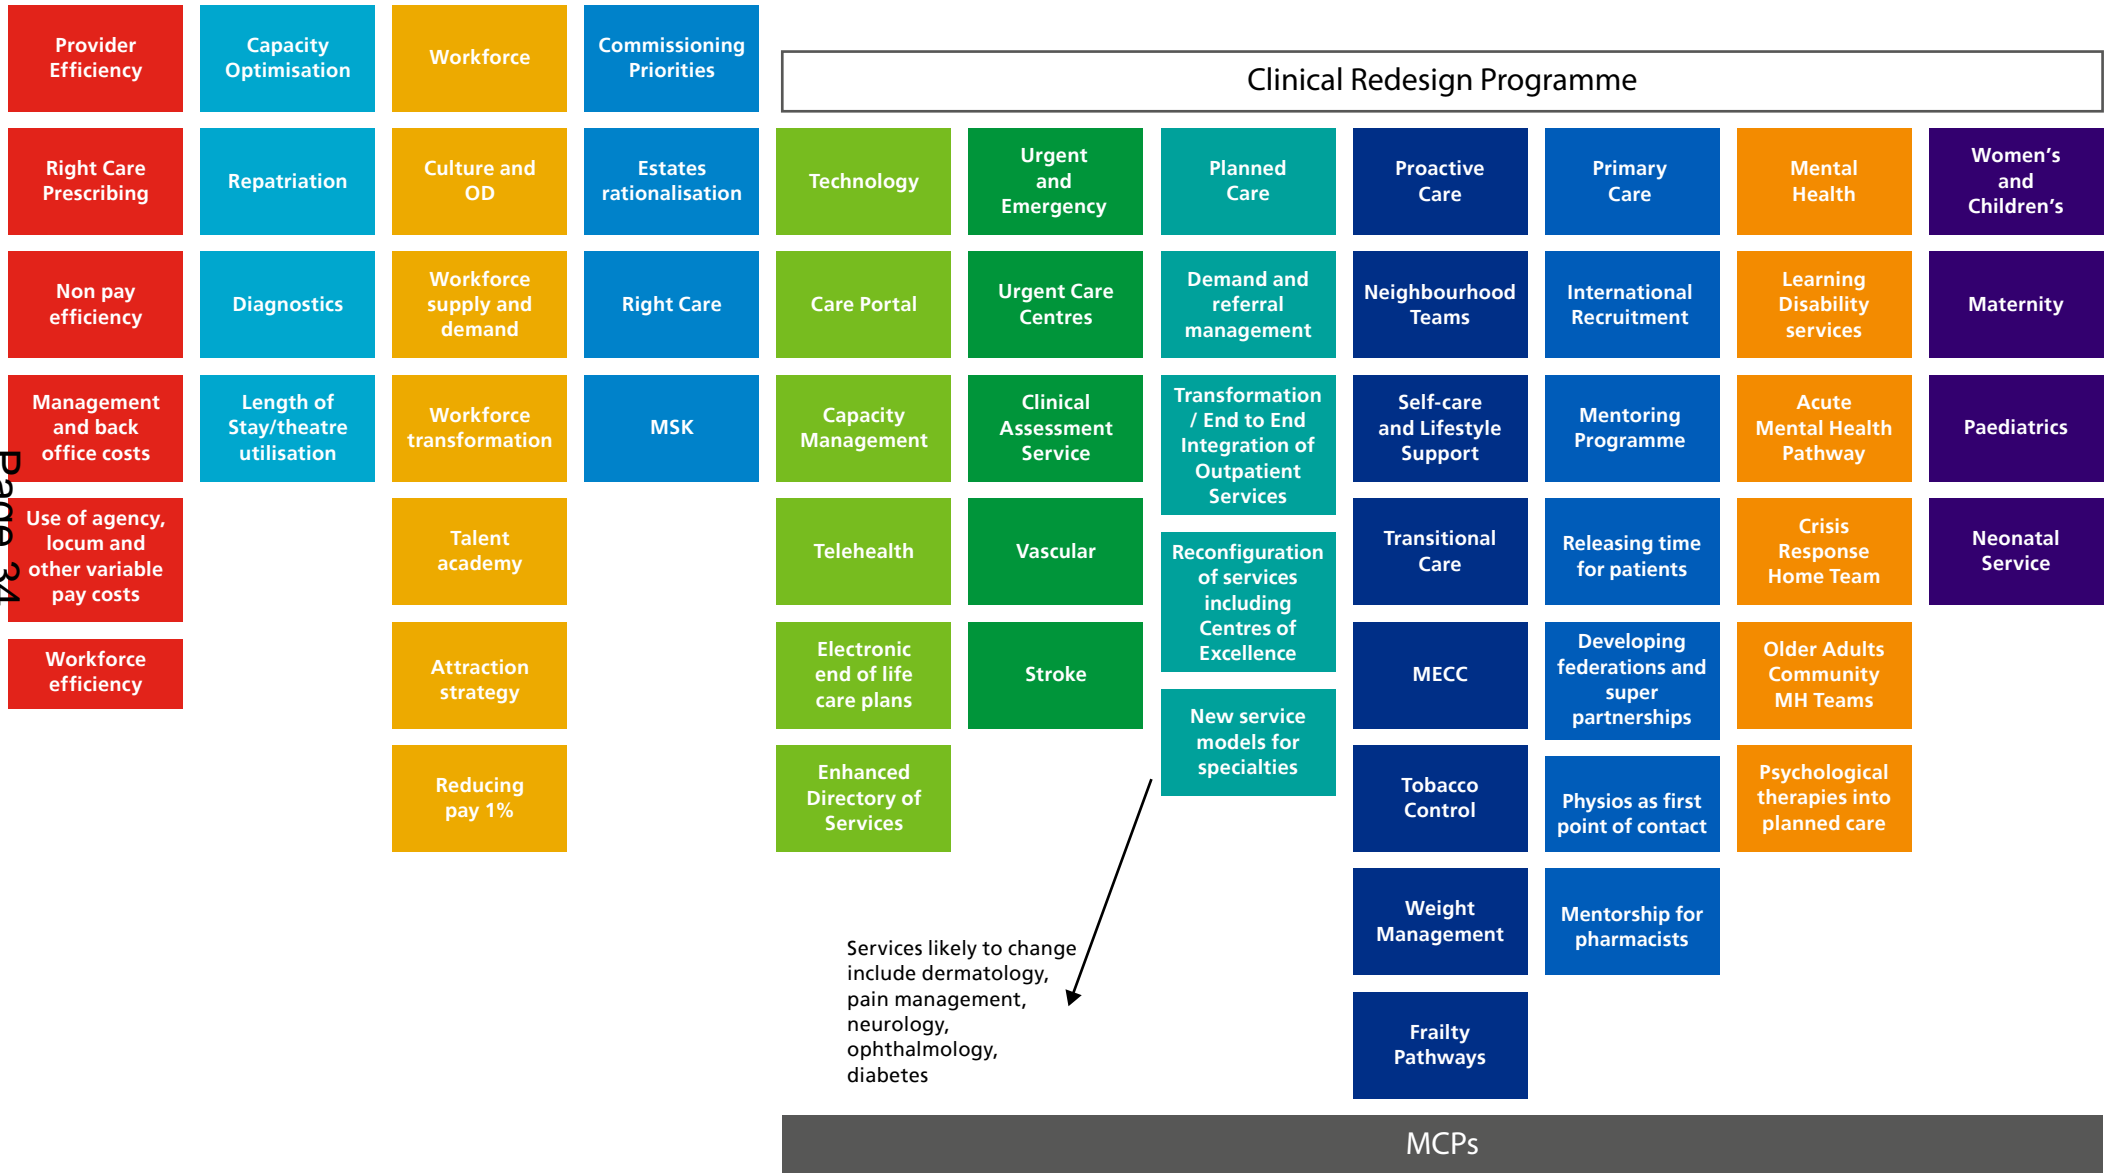 Provider
Efficiency
Capacity
Optimisation
Workforce
Commissioning
Priorities
Clinical Redesign Programme
Right Care
Prescribing
Repatriation
Culture and
OD
Estates
rationalisation
Technology
Urgent
and
Emergency
Planned
Care
Proactive
Care
Primary
Care
Mental
Health
Women's
and
Children's
Non pay
efficiency
Diagnostics
Workforce
supply and
demand
Right Care
Care Portal
Urgent Care
Centres
Demand and
referral
management
Neighbourhood
Teams
International
Recruitment
Learning
Disability
services
Maternity
Management
and back
office costs
Length of
Stay/theatre
utilisation
Workforce
transformation
MSK
Capacity
Management
Clinical
Assessment
Service
Transformation
/ End to End
Integration of
Outpatient
Services
Self-care
and Lifestyle
Support
Mentoring
Programme
Acute
Mental Health
Pathway
Paediatrics
Page 34
Use of agency,
locum and
other variable
pay costs
Talent
academy
Telehealth
Vascular
Reconfiguration
of services
including
Centres of
Excellence
Transitional
Care
Releasing time
for patients
Crisis
Response
Home Team
Neonatal
Service
Workforce
efficiency
Attraction
strategy
Electronic
end of life
care plans
Stroke
New service
models for
specialties
MECC
Developing
federations and
super
partnerships
Older Adults
Community
MH Teams
Reducing
pay 1%
Enhanced
Directory of
Services
Tobacco
Control
Physios as first
point of contact
Psychological
therapies into
planned care
Weight
Management
Mentorship for
pharmacists
Services likely to change
include dermatology,
pain management,
neurology,
ophthalmology,
diabetes
Frailty
Pathways
MCPs